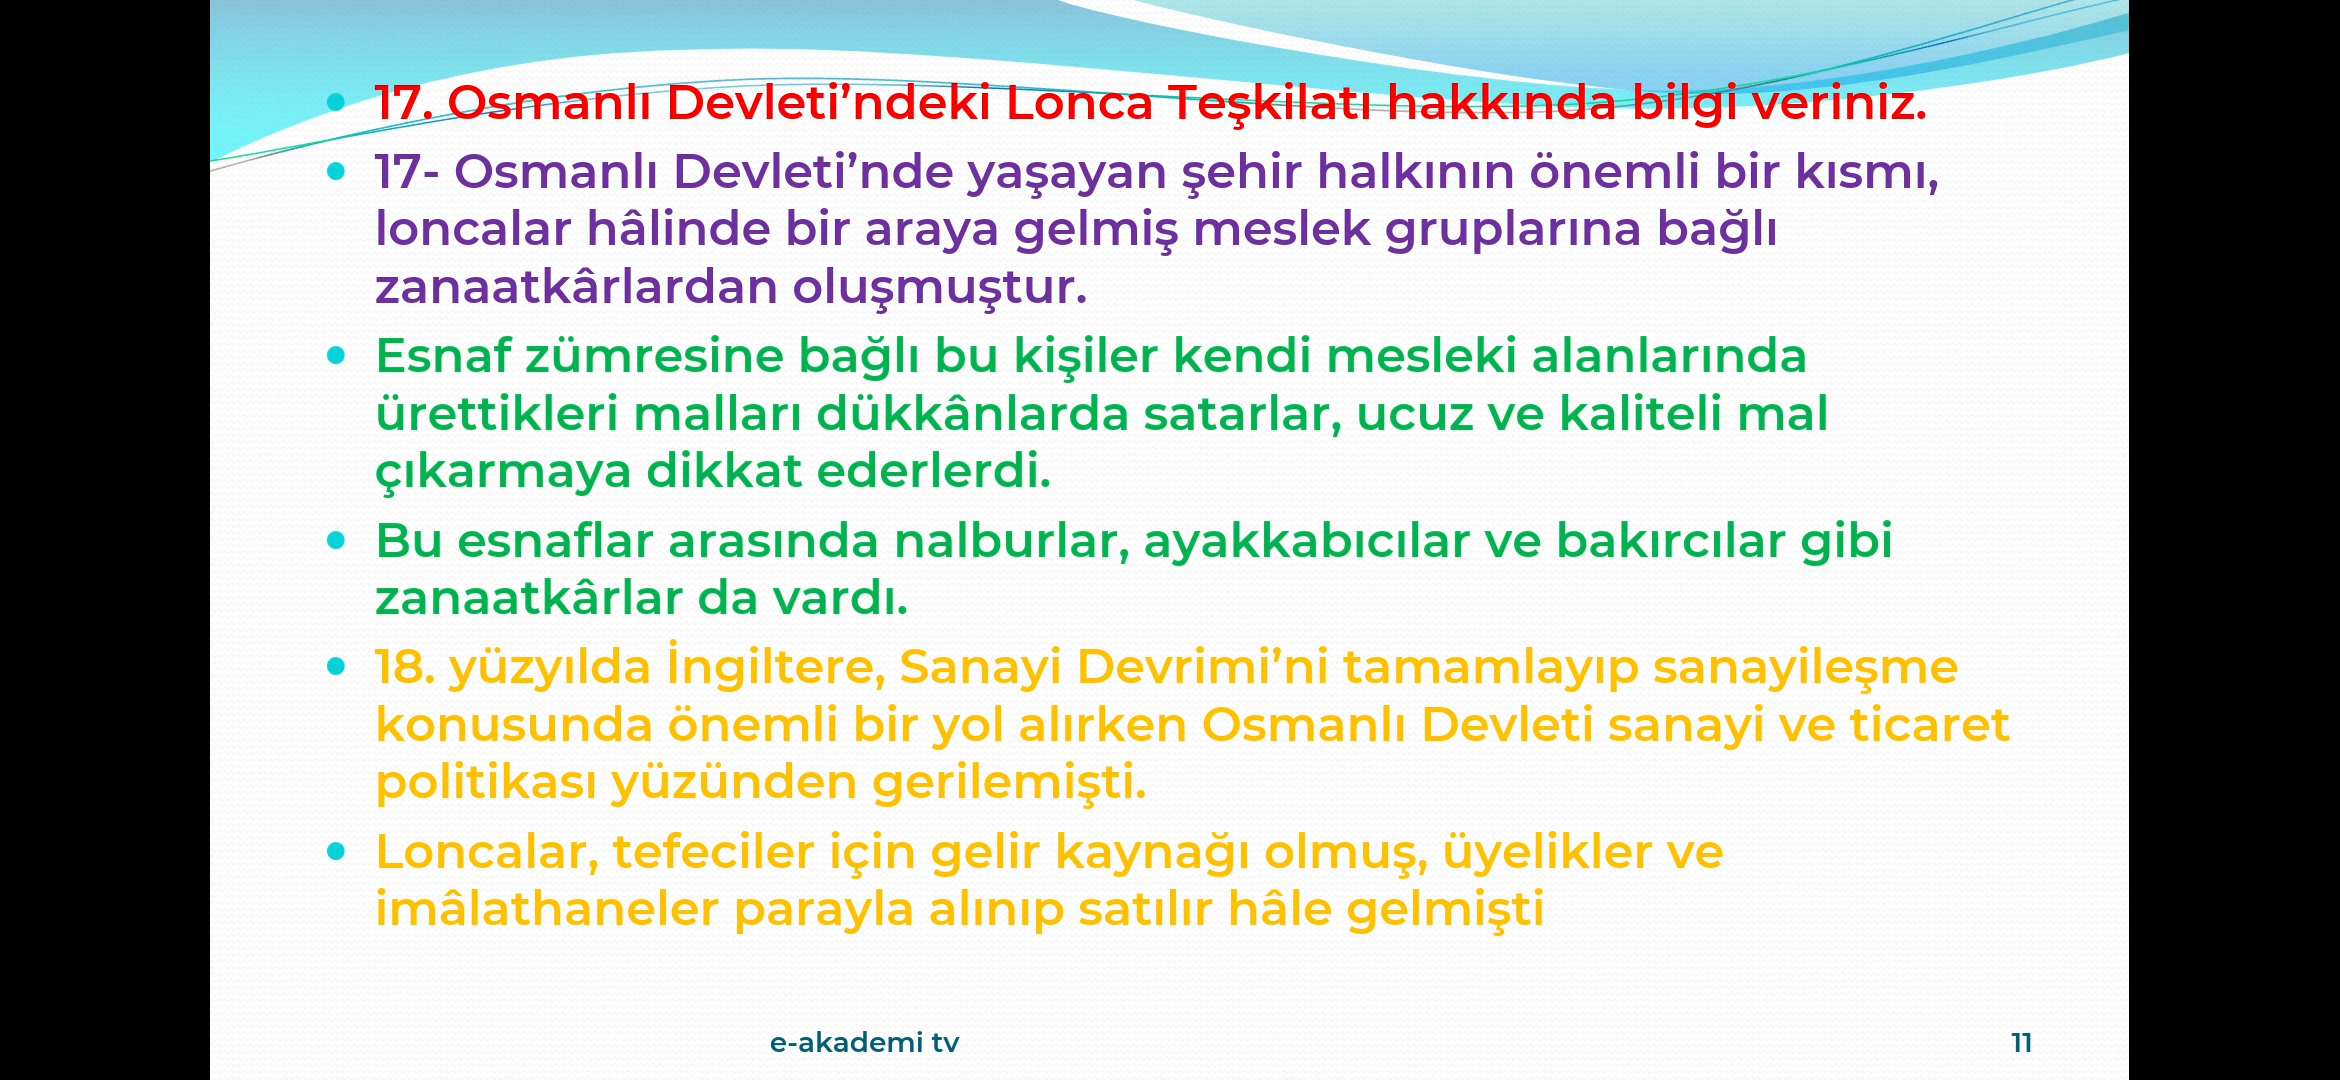 17. Osmanlı Devleti’ndeki Lonca Teşkilatı hakkında bilgi veriniz.
17- Osmanlı Devleti’nde yaşayan şehir halkının önemli bir kısmı,
loncalar hâlinde bir araya gelmiş meslek gruplarına bağlı
zanaatkârlardan oluşmuştur.
Esnaf zümresine bağlı bu kişiler kendi mesleki alanlarında
ürettikleri malları dükkânlarda satarlar, ucuz ve kaliteli mal
çıkarmaya dikkat ederlerdi.
Bu esnaflar arasında nalburlar, ayakkabıcılar ve bakırcılar gibi
zanaatkârlar da vardı.
18. yüzyılda İngiltere, Sanayi Devrimi’ni tamamlayıp sanayileşme
konusunda önemli bir yol alırken Osmanlı Devleti sanayi ve ticaret
politikası yüzünden gerilemişti.
Loncalar, tefeciler için gelir kaynağı olmuş, üyelikler ve
imâlathaneler parayla alınıp satılır hâle gelmişti
e-akademi tv
11